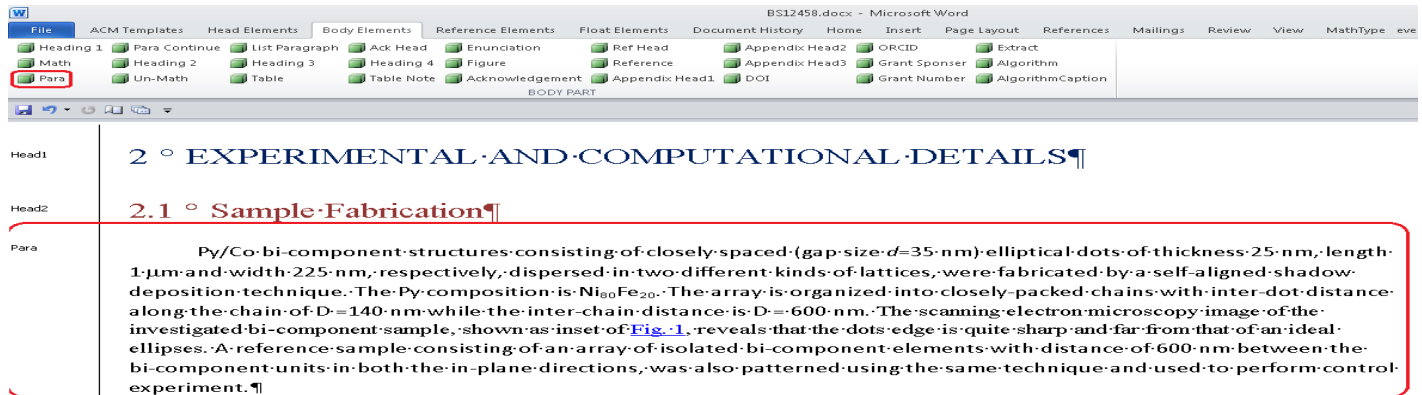 BS12458.docx - Microsoft Word
File ACM Templates Head Elements Body Elements Reference Elements Float Elements Document History Home Insert Page Layout References Mailings Review View MathType eve
Heading 1 Para Continue List Paragraph Ack Head Enunciation Ref Head Appendix Head2 ORCID Extract
Math Heading 2 Heading 3 Heading 4 Figure Reference Appendix Head3 Grant Sponser Algorithm
Para Un-Math Table Table Note Acknowledgement Appendix Head1 DOI Grant Number AlgorithmCaption
BODY PART
Head1 2 ° EXPERIMENTAL·AND·COMPUTATIONAL·DETAILS¶
Head2 2.1 ° Sample·Fabrication¶
Para Py/Co·bi-component·structures·consisting·of·closely·spaced·(gap·size·d=35·nm)·elliptical·dots·of·thickness·25·nm,·length·
1·μm·and·width·225·nm,·respectively,·dispersed·in·two·different·kinds·of·lattices,·were·fabricated·by·a·self-aligned·shadow·
deposition·technique.·The·Py·composition·is·Ni₈₀Fe₂₀.·The·array·is·organized·into·closely-packed·chains·with·inter-dot·distance·
along·the·chain·of·D·=140·nm·while·the·inter-chain·distance·is·D·=·600·nm.·The·scanning·electron·microscopy·image·of·the·
investigated·bi-component·sample,·shown·as·inset·of·Fig.·1,·reveals·that·the·dots·edge·is·quite·sharp·and·far·from·that·of·an·ideal·
ellipses.·A·reference·sample·consisting·of·an·array·of·isolated·bi-component·elements·with·distance·of·600·nm·between·the·
bi-component·units·in·both·the·in-plane·directions,·was·also·patterned·using·the·same·technique·and·used·to·perform·control·
experiment.¶